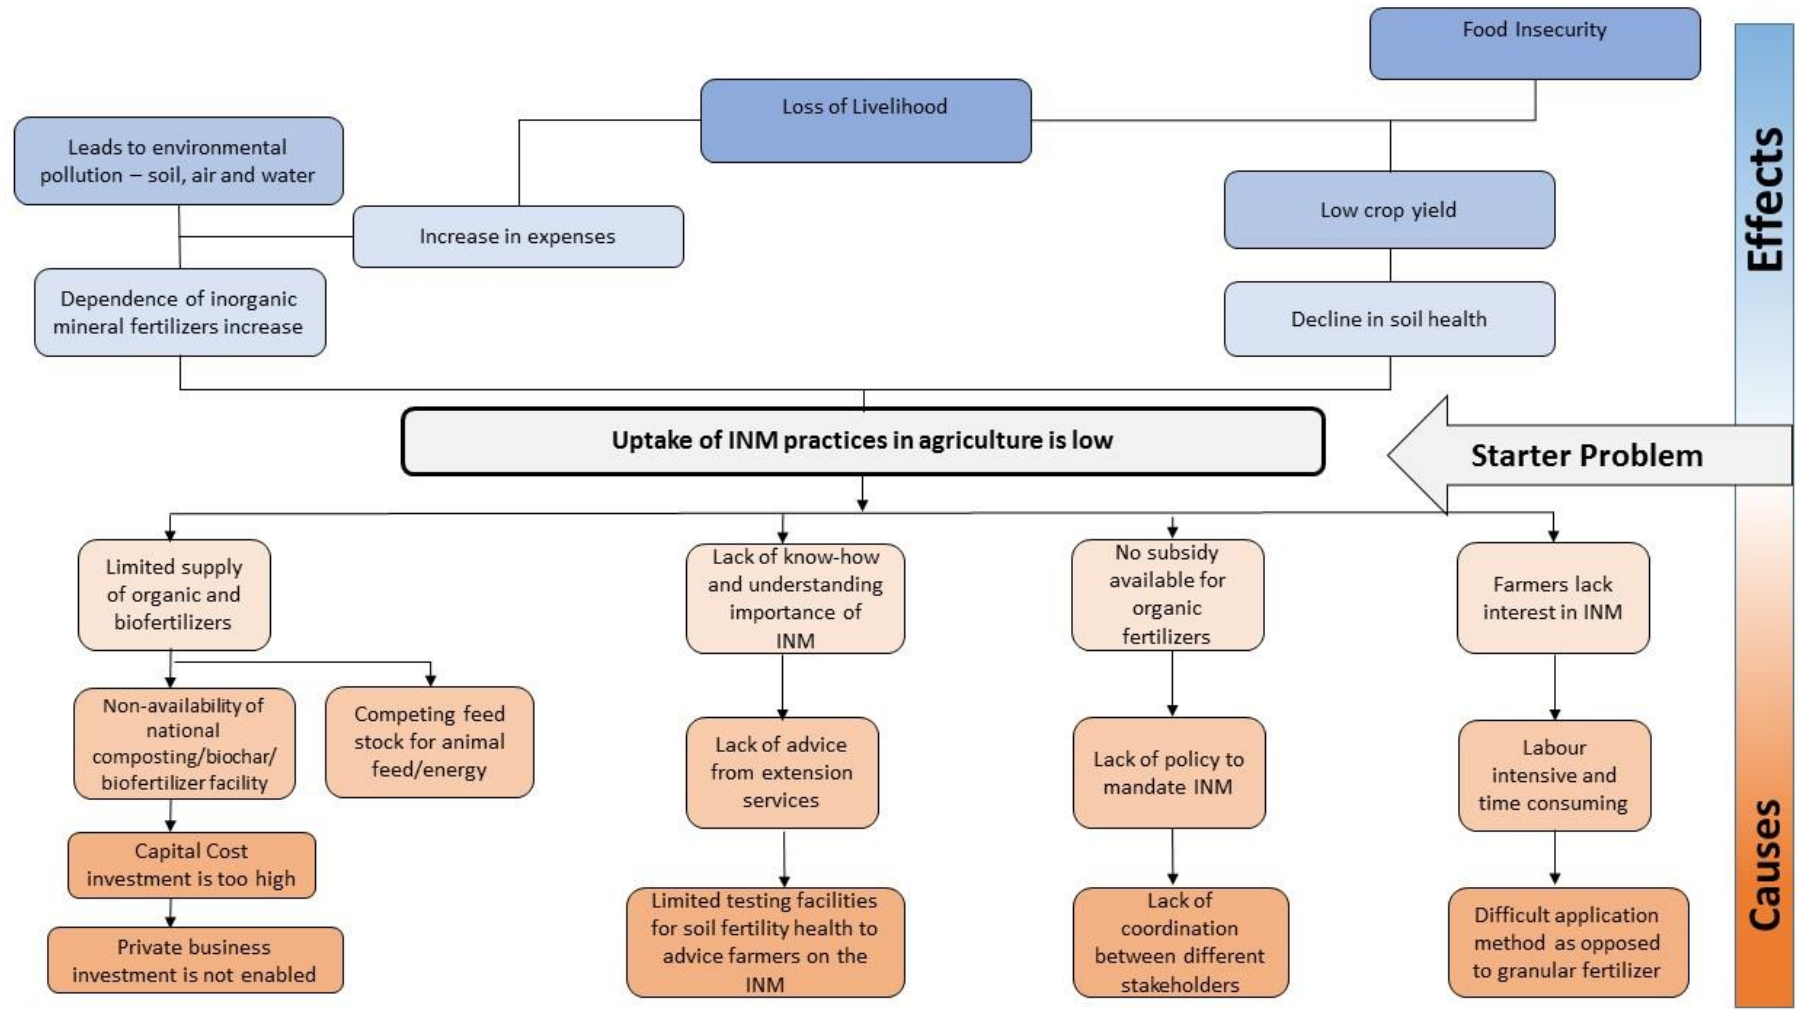 Food Insecurity
Loss of Livelihood
Leads to environmental
pollution – soil, air and water
Low crop yield
Increase in expenses
Dependence of inorganic
mineral fertilizers increase
Decline in soil health
Effects
Uptake of INM practices in agriculture is low
Starter Problem
Limited supply
of organic and
biofertilizers
Lack of know-how
and understanding
importance of
INM
No subsidy
available for
organic
fertilizers
Farmers lack
interest in INM
Non-availability of
national
composting/biochar/
biofertilizer facility
Competing feed
stock for animal
feed/energy
Lack of advice
from extension
services
Lack of policy to
mandate INM
Labour
intensive and
time consuming
Capital Cost
investment is too high
Private business
investment is not enabled
Limited testing facilities
for soil fertility health to
advice farmers on the
INM
Lack of
coordination
between different
stakeholders
Difficult application
method as opposed
to granular fertilizer
Causes